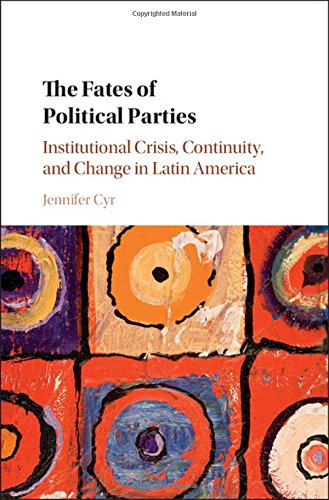 COPYRIGHTED MATERIAL
The Fates of
Political Parties
Institutional Crisis, Continuity,
and Change in Latin America
Jennifer Cyr